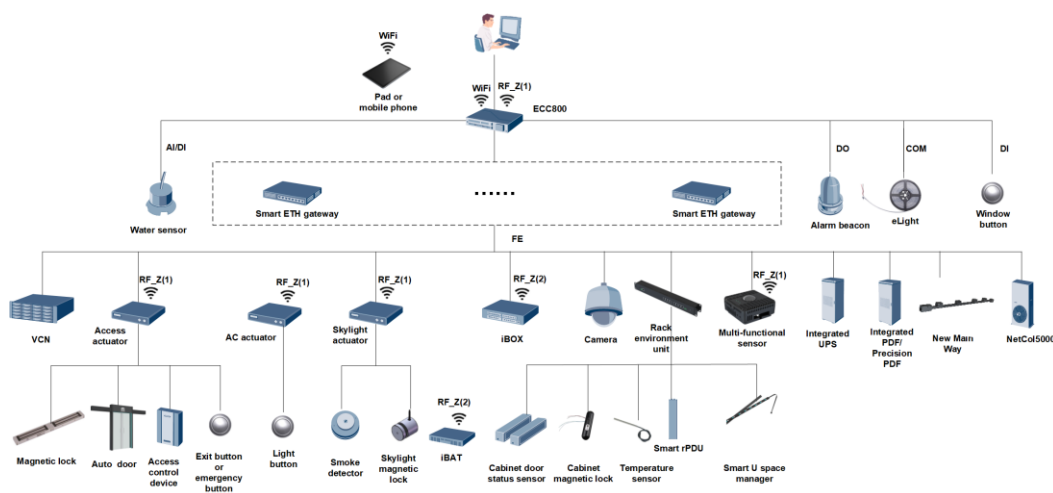 WiFi
Pad or
mobile phone
WiFi
RF_Z(1)
ECC800
AI/DI
DO
COM
DI
Smart ETH gateway
......
Smart ETH gateway
Water sensor
Alarm beacon
eLight
Window
button
FE
RF_Z(1)
RF_Z(1)
RF_Z(1)
RF_Z(2)
RF_Z(1)
VCN
Access
actuator
AC actuator
Skylight
actuator
iBOX
Camera
Rack
environment
unit
Multi-functional
sensor
Integrated
UPS
Integrated
PDF/
Precision
PDF
New Main
Way
NetCol5000
RF_Z(2)
Magnetic lock
Auto door
Access
control
device
Exit button
or
emergency
button
Light
button
Smoke
detector
Skylight
magnetic
lock
iBAT
Cabinet door
status sensor
Cabinet
magnetic lock
Temperature
sensor
Smart rPDU
Smart U space
manager